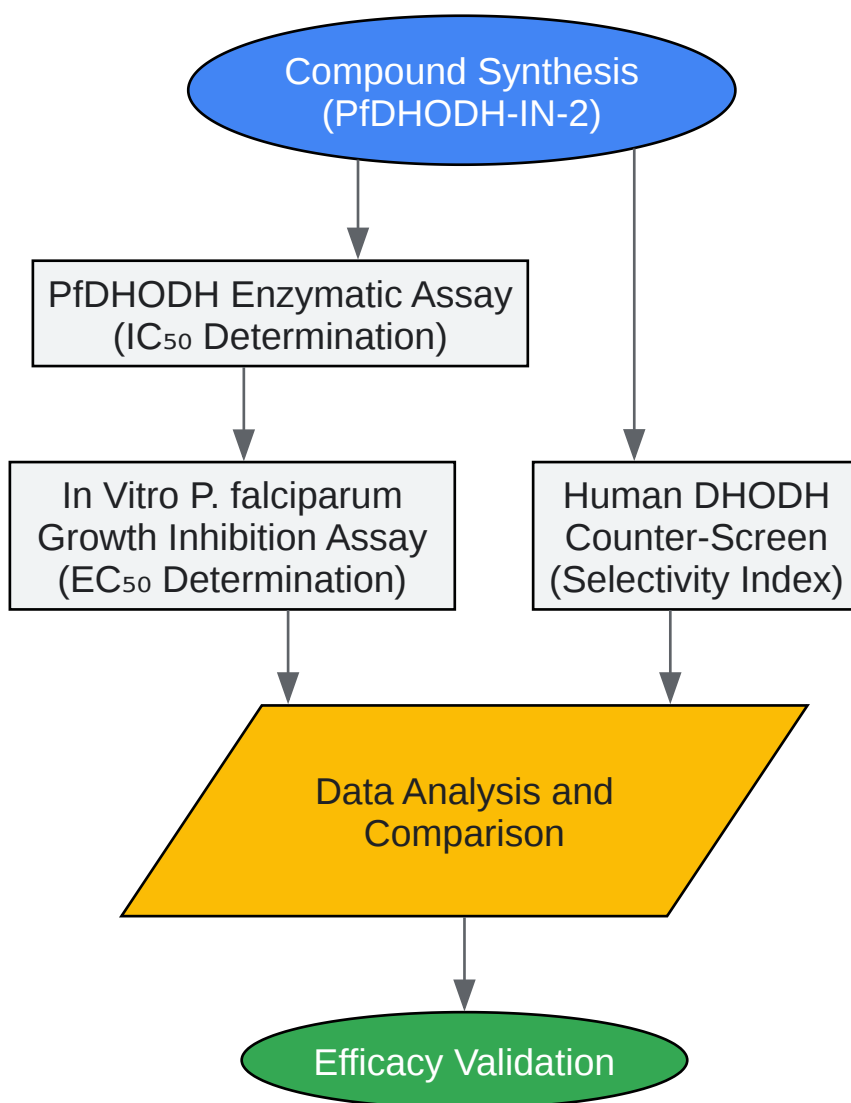 Compound Synthesis
(PfDHODH-IN-2)
PfDHODH Enzymatic Assay
(IC₅₀ Determination)
In Vitro P. falciparum
Growth Inhibition Assay
(EC₅₀ Determination)
Human DHODH
Counter-Screen
(Selectivity Index)
Data Analysis and
Comparison
Efficacy Validation